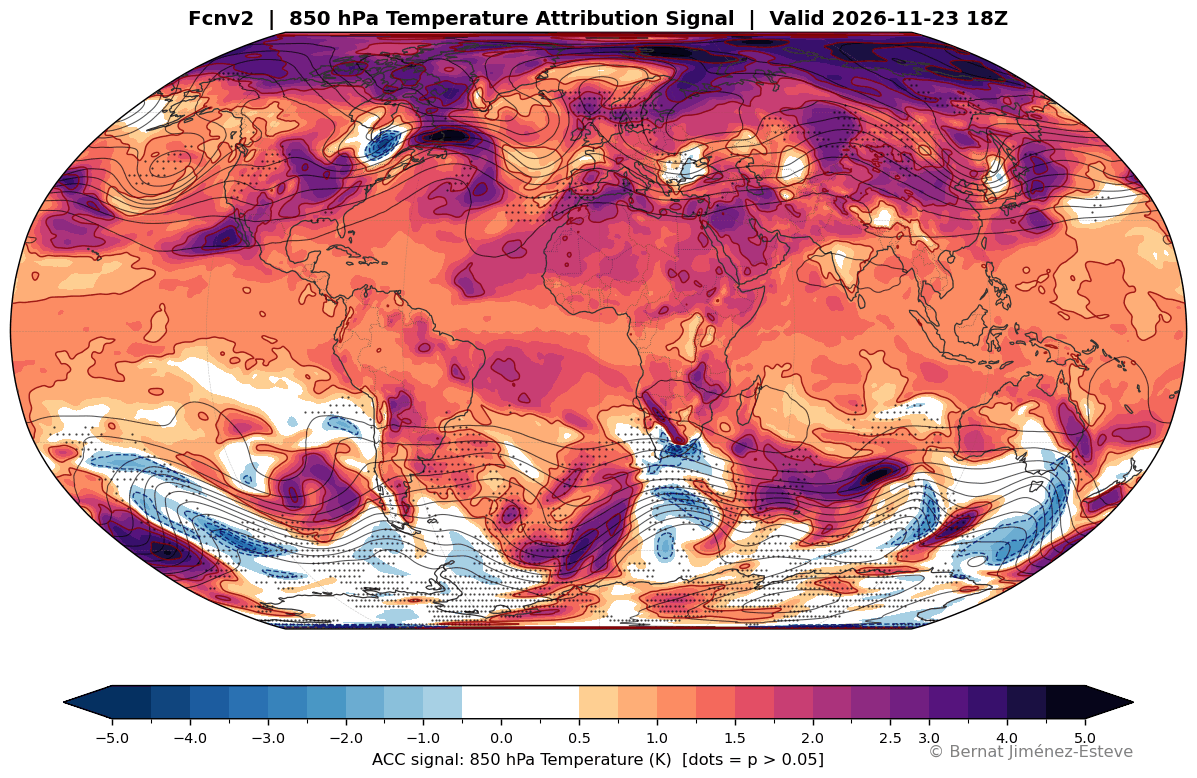 Fcnv2  |  850 hPa Temperature Attribution Signal  |  Valid 2026-11-23 18Z
−5.0 −4.0 −3.0 −2.0 −1.0 0.0 0.5 1.0 1.5 2.0 2.5 3.0 3.5 4.0 5.0
ACC signal: 850 hPa Temperature (K)  [dots = p > 0.05]
© Bernat Jiménez-Esteve